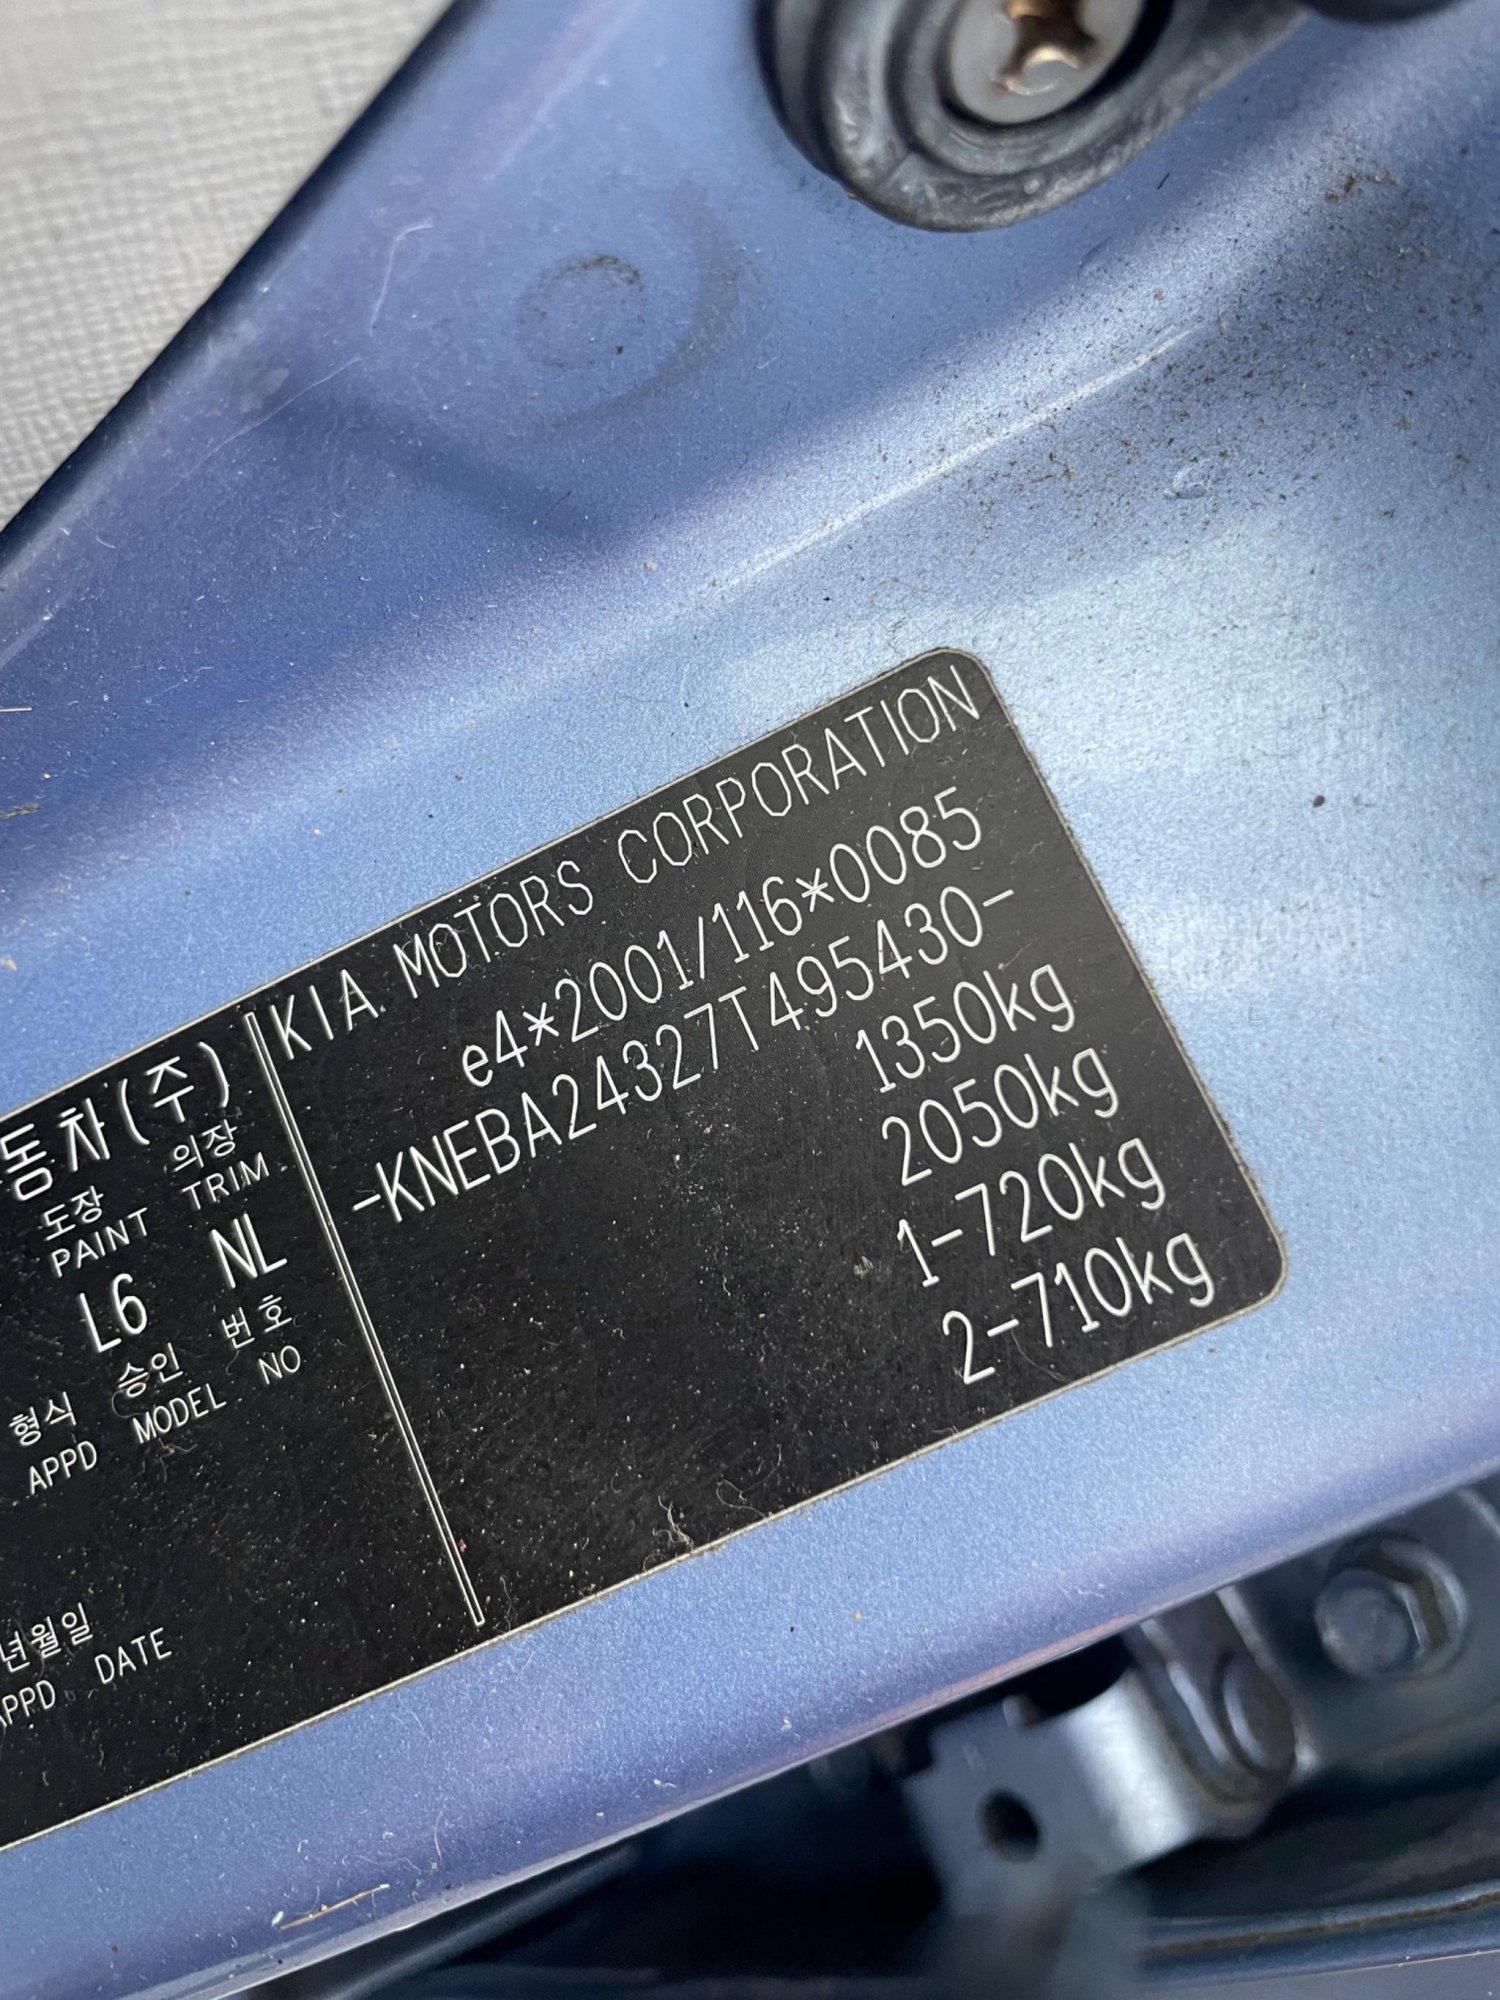 동차(주)
도장 의장
PAINT TRIM
L6 NL
형식 승인 번호
APPD MODEL NO
년월일
APPD DATE
KIA MOTORS CORPORATION
e4*2001/116*0085
-KNEBA24327T495430-
1350kg
2050kg
1-720kg
2-710kg